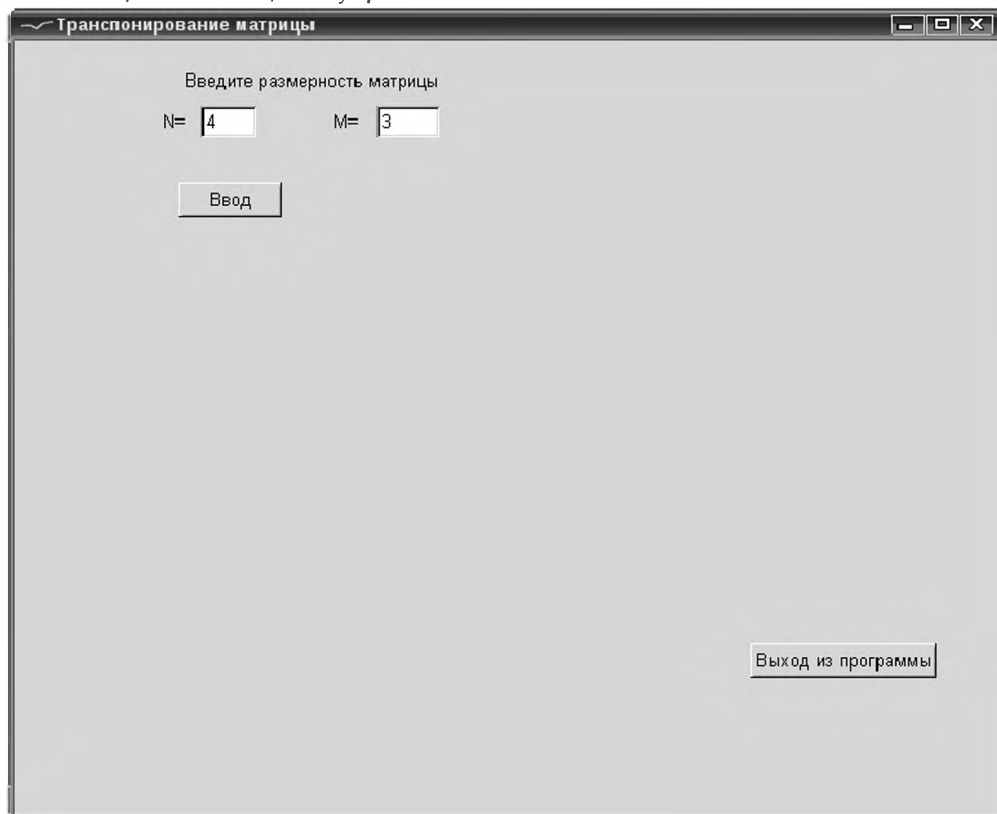 Транспонирование матрицы
Введите размерность матрицы
N= 4 M= 3
Ввод
Выход из программы